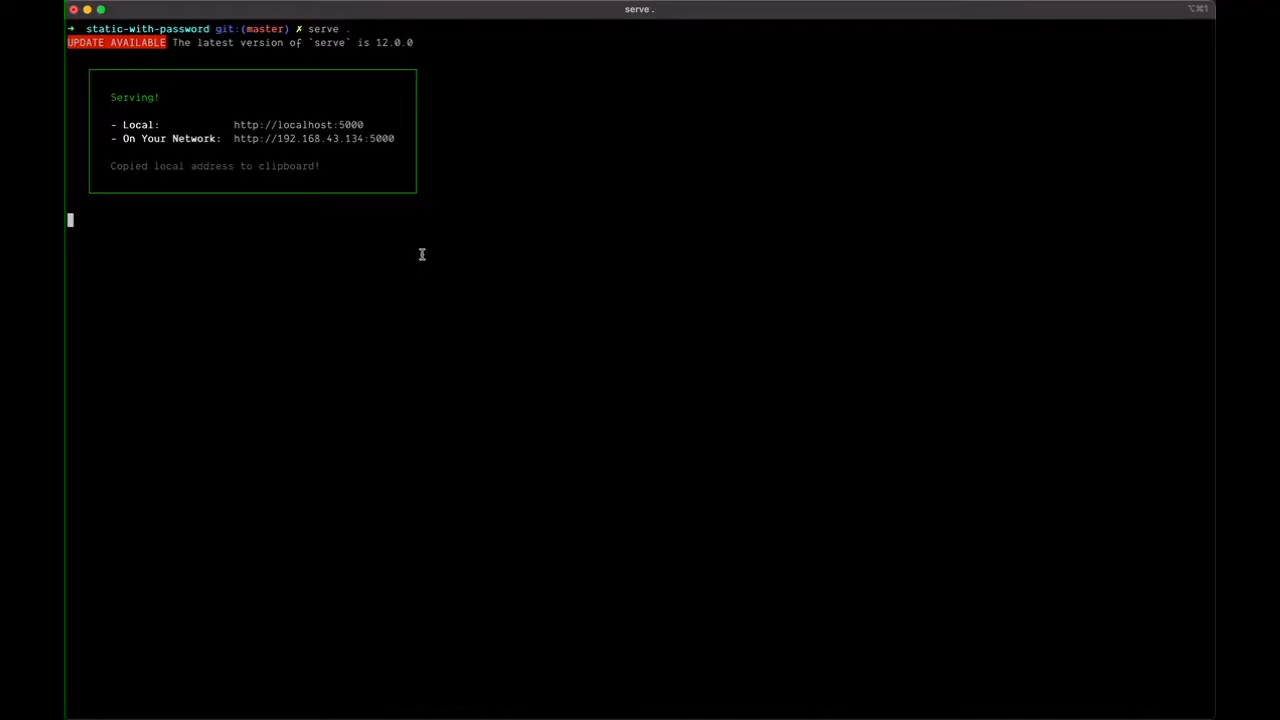 serve .
⌥⌘1
➜ static-with-password git:(master) ✗ serve .
UPDATE AVAILABLE The latest version of `serve` is 12.0.0
Serving!
- Local: http://localhost:5000
- On Your Network: http://192.168.43.134:5000
Copied local address to clipboard!